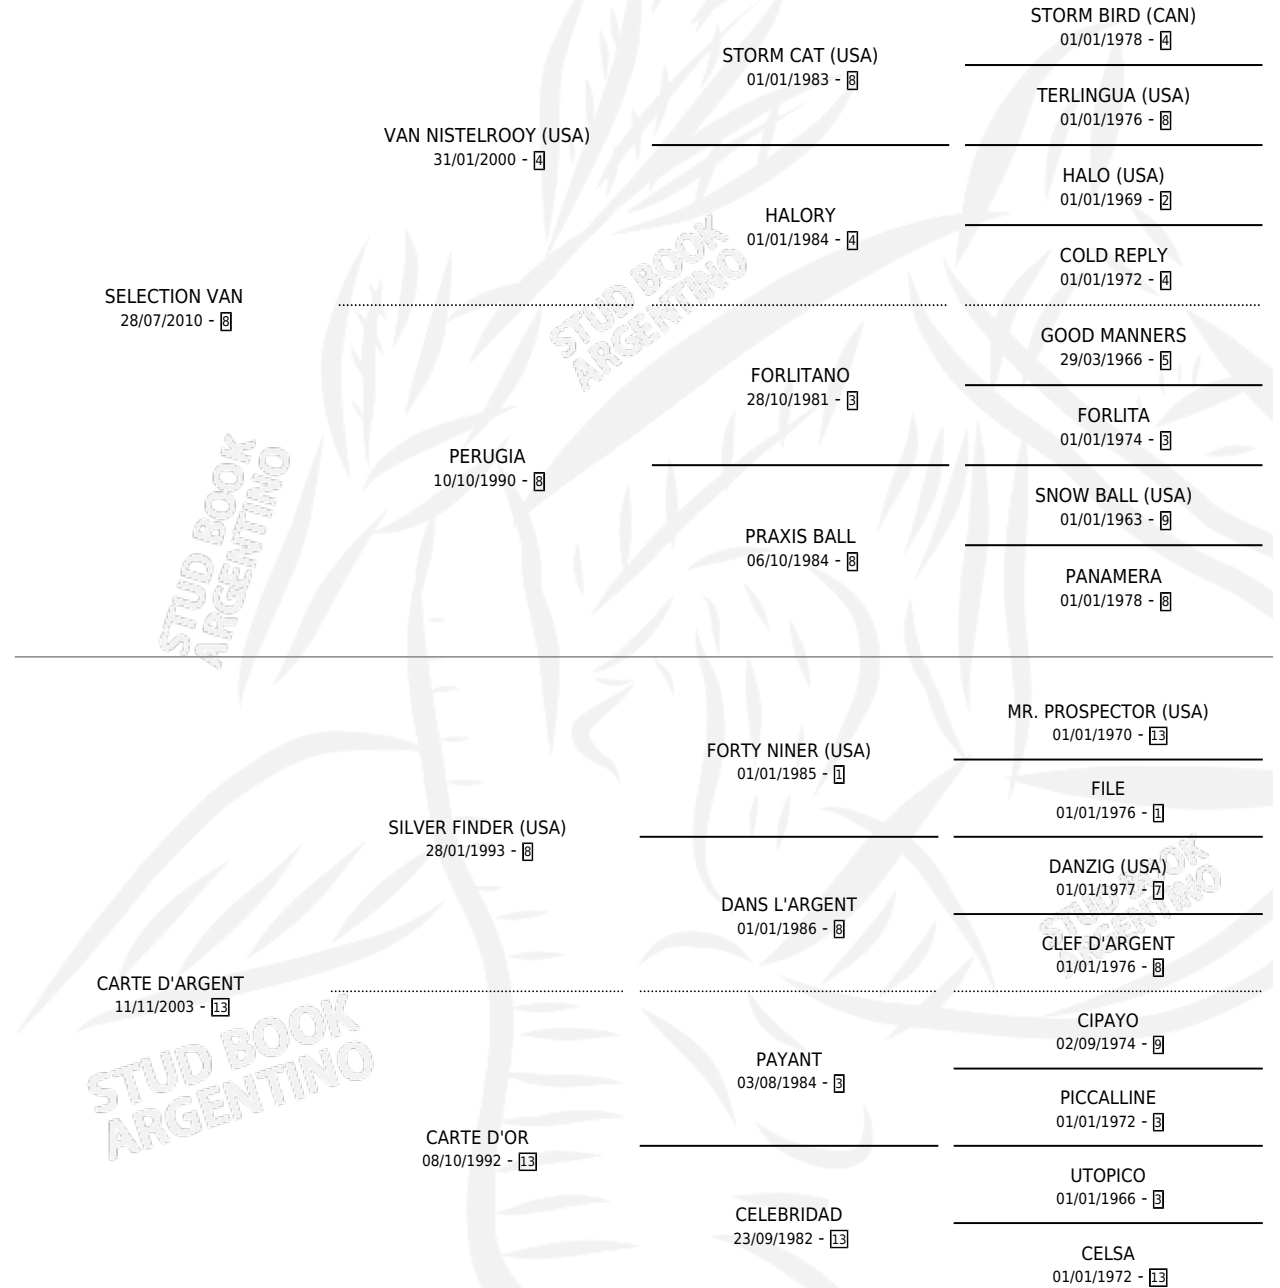 STORM BIRD (CAN)
01/01/1978 - 4
STORM CAT (USA)
01/01/1983 - 8
TERLINGUA (USA)
01/01/1976 - 8
VAN NISTELROOY (USA)
31/01/2000 - 4
HALO (USA)
01/01/1969 - 2
HALORY
01/01/1984 - 4
COLD REPLY
01/01/1972 - 4
SELECTION VAN
28/07/2010 - 8
GOOD MANNERS
29/03/1966 - 5
FORLITANO
28/10/1981 - 3
FORLITA
01/01/1974 - 3
PERUGIA
10/10/1990 - 8
SNOW BALL (USA)
01/01/1963 - 9
PRAXIS BALL
06/10/1984 - 8
PANAMERA
01/01/1978 - 8
MR. PROSPECTOR (USA)
01/01/1970 - 13
FORTY NINER (USA)
01/01/1985 - 1
FILE
01/01/1976 - 1
SILVER FINDER (USA)
28/01/1993 - 8
DANZIG (USA)
01/01/1977 - 7
DANS L'ARGENT
01/01/1986 - 8
CLEF D'ARGENT
01/01/1976 - 8
CARTE D'ARGENT
11/11/2003 - 13
CIPAYO
02/09/1974 - 9
PAYANT
03/08/1984 - 3
PICCALLINE
01/01/1972 - 3
CARTE D'OR
08/10/1992 - 13
UTOPICO
01/01/1966 - 3
CELEBRIDAD
23/09/1982 - 13
CELSA
01/01/1972 - 13
STUD BOOK
ARGENTINO
STUD BOOK
ARGENTINO
STUD BOOK
ARGENTINO
STUD BOOK
ARGENTINO